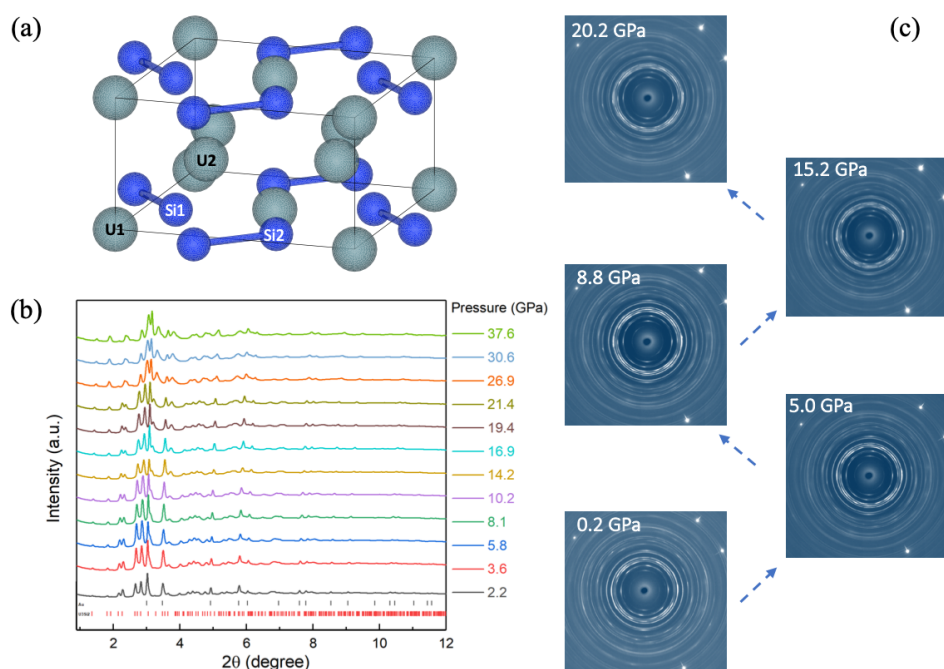 (a)
U1
U2
Si1
Si2
(b)
Pressure (GPa)
37.6
30.6
26.9
21.4
19.4
16.9
14.2
10.2
8.1
5.8
3.6
2.2
Intensity (a.u.)
2 4 6 8 10 12
2θ (degree)
(c)
20.2 GPa
15.2 GPa
8.8 GPa
5.0 GPa
0.2 GPa